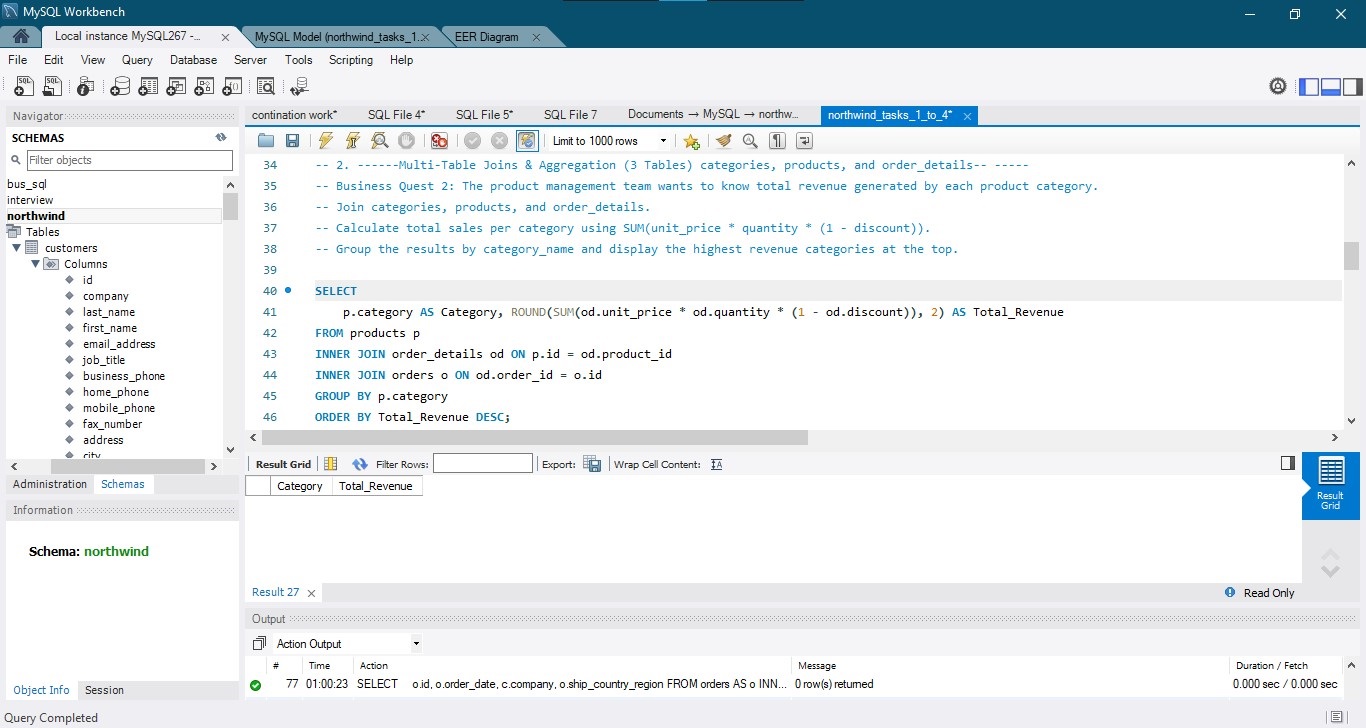 MySQL Workbench
Local instance MySQL267 -... MySQL Model (northwind_tasks_1... EER Diagram
File Edit View Query Database Server Tools Scripting Help
Navigator
SCHEMAS
Filter objects
bus_sql
interview
northwind
Tables
customers
Columns
id
company
last_name
first_name
email_address
job_title
business_phone
home_phone
mobile_phone
fax_number
address
city
Administration Schemas
Information
Schema: northwind
Object Info Session
contination work* SQL File 4* SQL File 5* SQL File 7 Documents → MySQL → northw... northwind_tasks_1_to_4*
Limit to 1000 rows
34 -- 2. ------Multi-Table Joins & Aggregation (3 Tables) categories, products, and order_details-- -----
35 -- Business Quest 2: The product management team wants to know total revenue generated by each product category.
36 -- Join categories, products, and order_details.
37 -- Calculate total sales per category using SUM(unit_price * quantity * (1 - discount)).
38 -- Group the results by category_name and display the highest revenue categories at the top.
39
40 SELECT
41 p.category AS Category, ROUND(SUM(od.unit_price * od.quantity * (1 - od.discount)), 2) AS Total_Revenue
42 FROM products p
43 INNER JOIN order_details od ON p.id = od.product_id
44 INNER JOIN orders o ON od.order_id = o.id
45 GROUP BY p.category
46 ORDER BY Total_Revenue DESC;
Result Grid Filter Rows: Export: Wrap Cell Content:
Category Total_Revenue
Result Grid
Result 27 Read Only
Output
Action Output
# Time Action Message Duration / Fetch
77 01:00:23 SELECT o.id, o.order_date, c.company, o.ship_country_region FROM orders AS o INN... 0 row(s) returned 0.000 sec / 0.000 sec
Query Completed